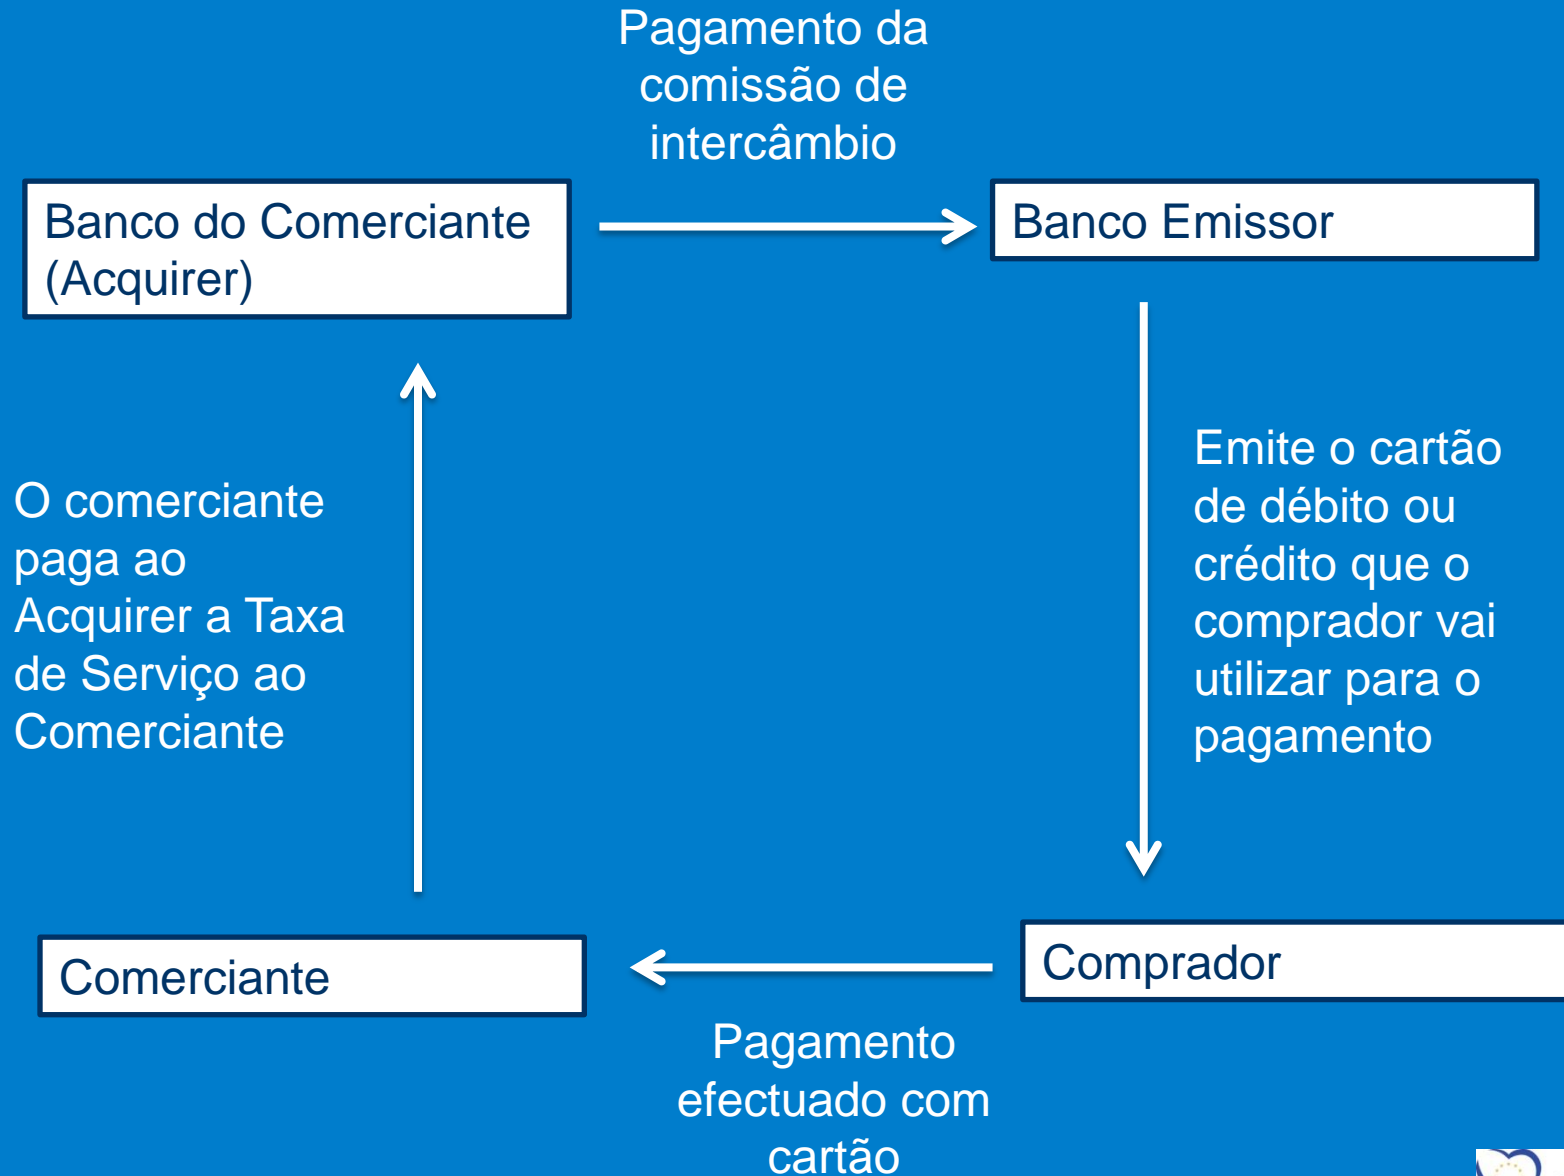 Pagamento da
comissão de
intercâmbio
Banco do Comerciante
(Acquirer)
Banco Emissor
O comerciante
paga ao
Acquirer a Taxa
de Serviço ao
Comerciante
Emite o cartão
de débito ou
crédito que o
comprador vai
utilizar para o
pagamento
Comerciante
Comprador
Pagamento
efectuado com
cartão